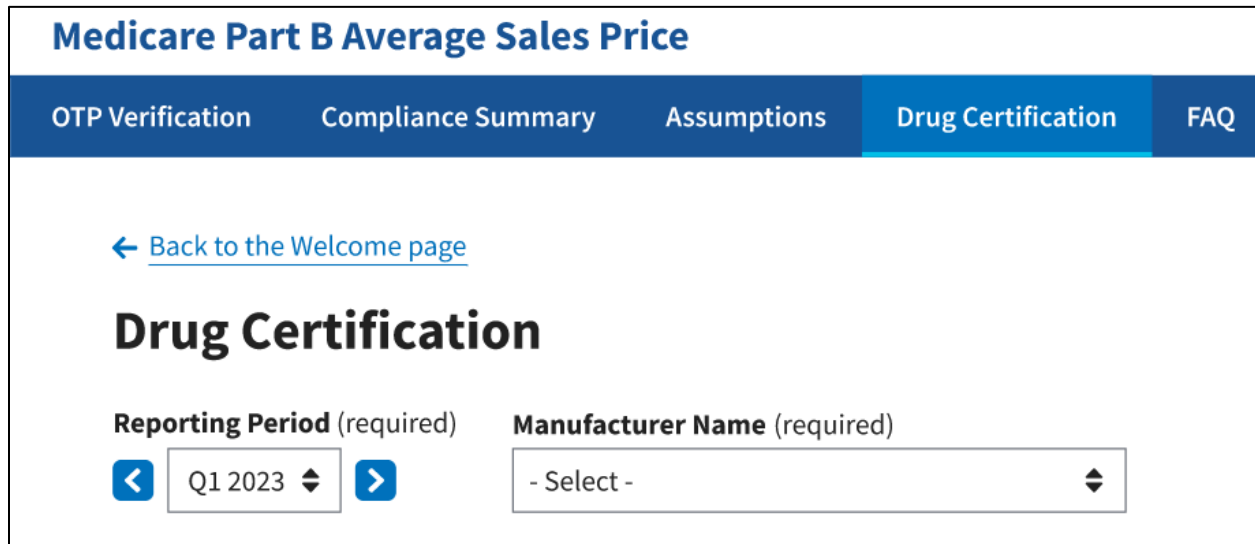 Medicare Part B Average Sales Price
OTP Verification Compliance Summary Assumptions Drug Certification FAQ
Back to the Welcome page
Drug Certification
Reporting Period (required) Manufacturer Name (required)
Q1 2023 - Select -